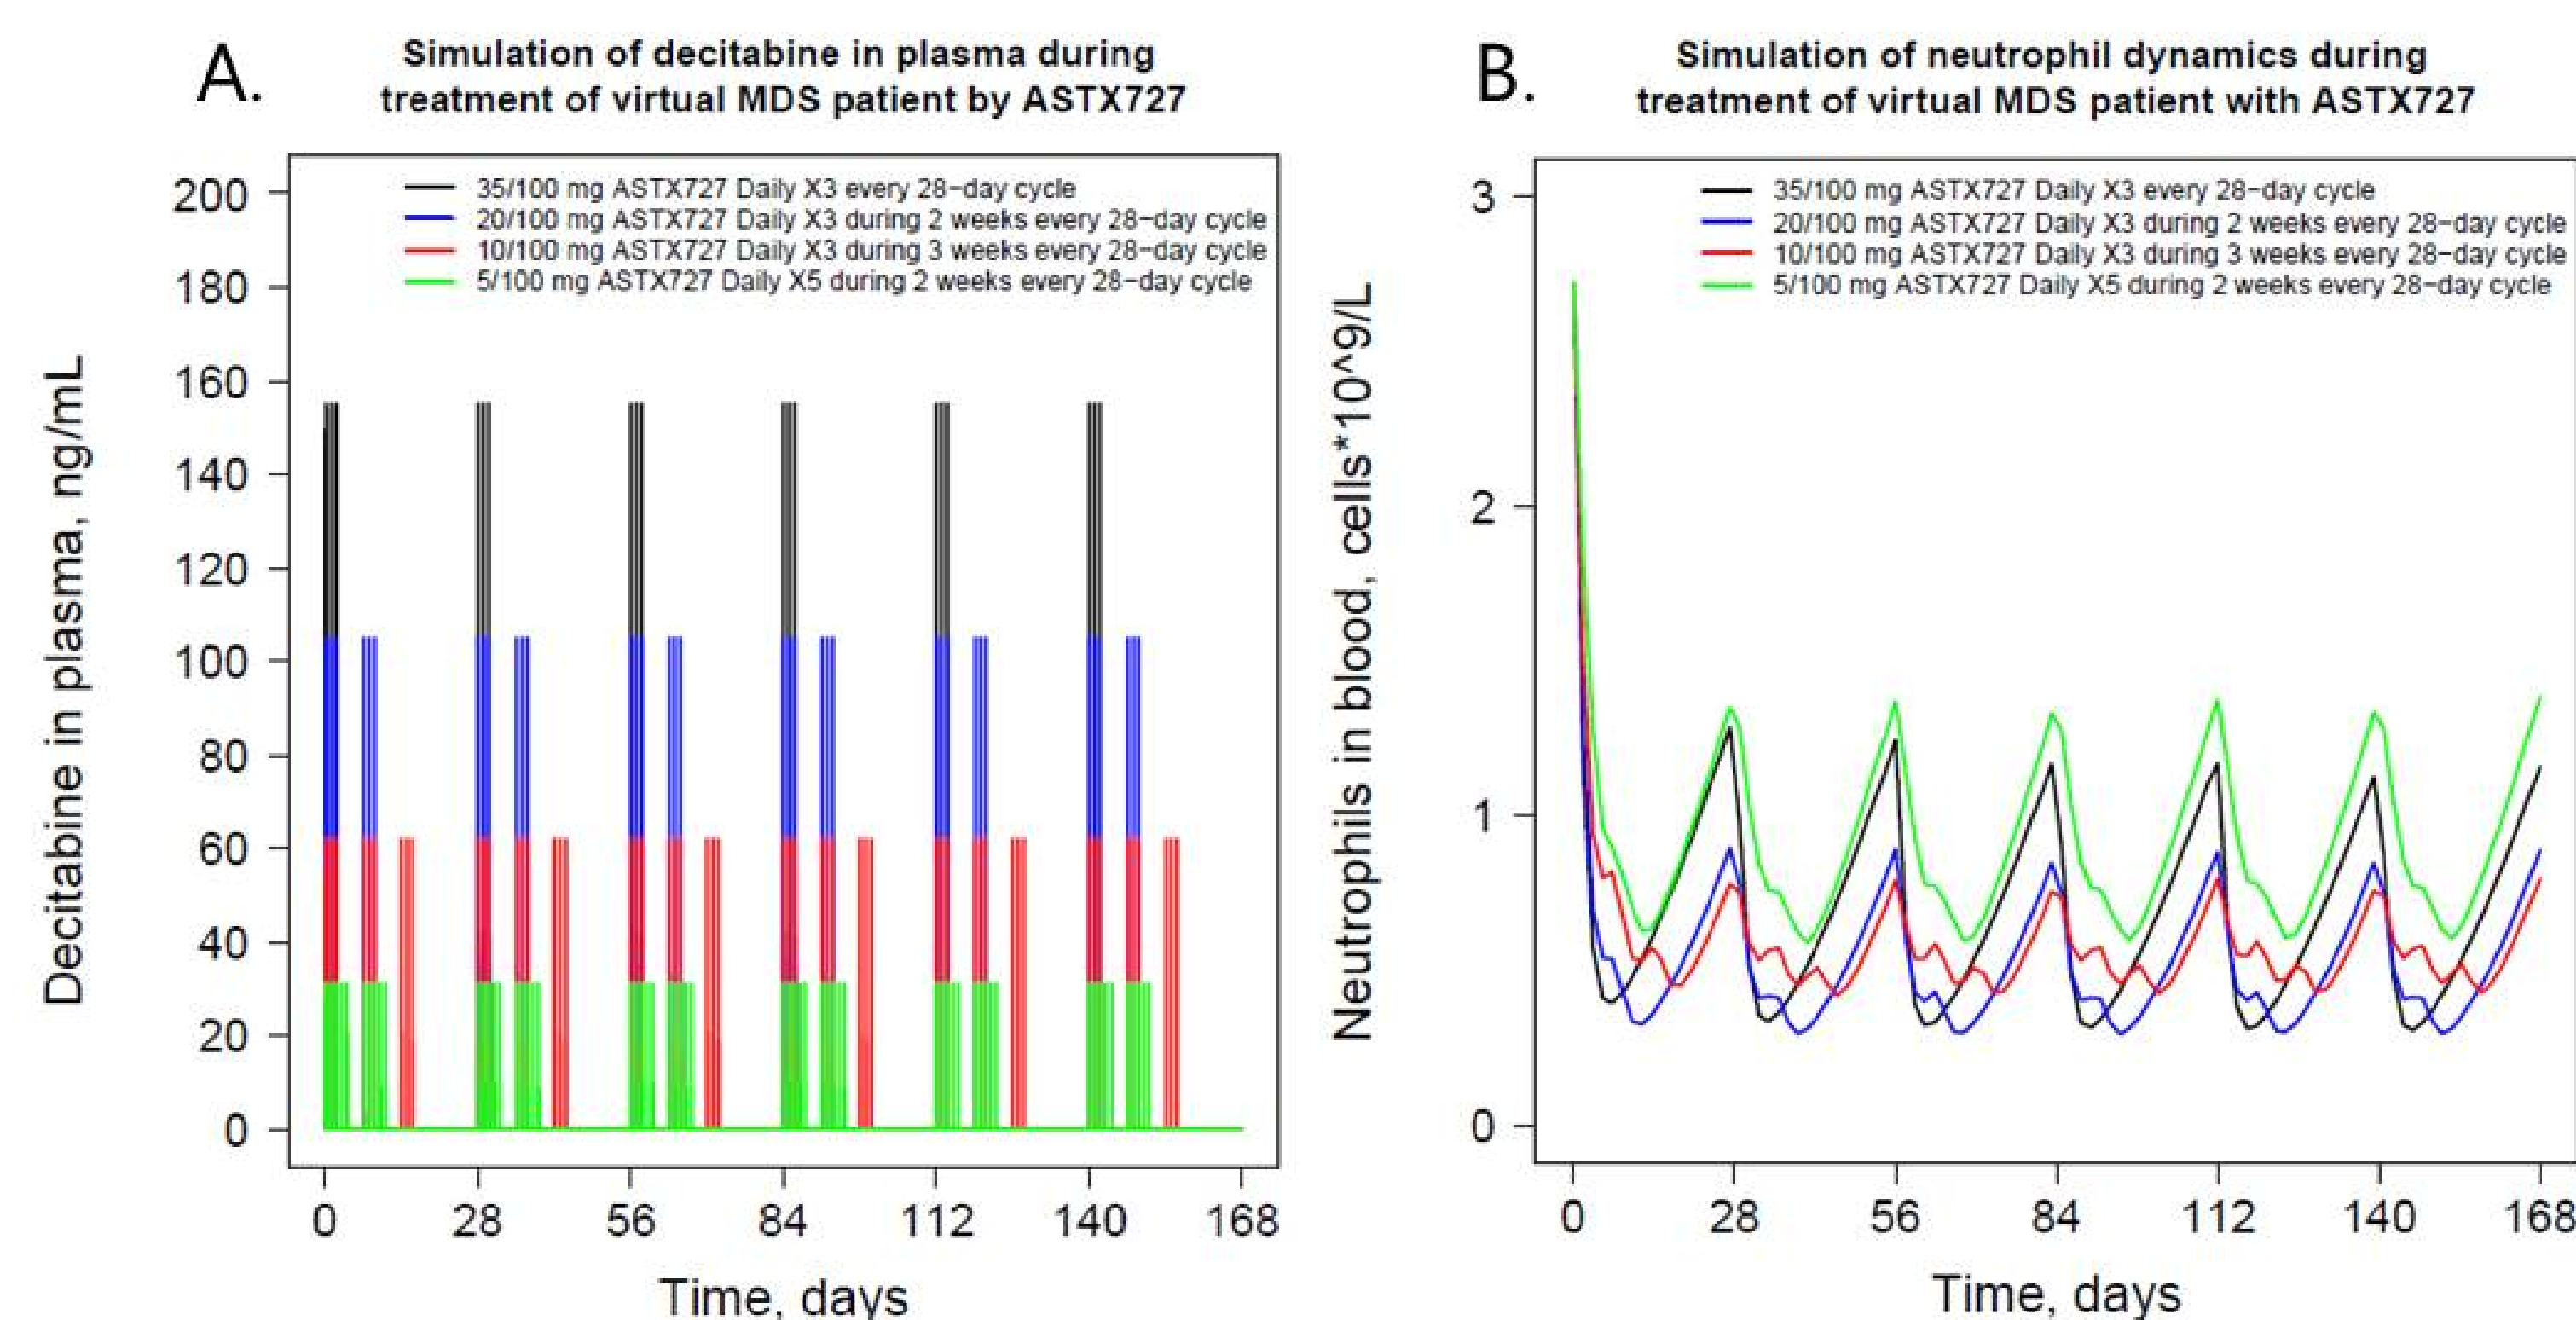 A.
Simulation of decitabine in plasma during
treatment of virtual MDS patient by ASTX727
35/100 mg ASTX727 Daily X3 every 28−day cycle
20/100 mg ASTX727 Daily X3 during 2 weeks every 28−day cycle
10/100 mg ASTX727 Daily X3 during 3 weeks every 28−day cycle
5/100 mg ASTX727 Daily X5 during 2 weeks every 28−day cycle
Decitabine in plasma, ng/mL
200
180
160
140
120
100
80
60
40
20
0
0 28 56 84 112 140 168
Time, days
B.
Simulation of neutrophil dynamics during
treatment of virtual MDS patient with ASTX727
35/100 mg ASTX727 Daily X3 every 28−day cycle
20/100 mg ASTX727 Daily X3 during 2 weeks every 28−day cycle
10/100 mg ASTX727 Daily X3 during 3 weeks every 28−day cycle
5/100 mg ASTX727 Daily X5 during 2 weeks every 28−day cycle
Neutrophils in blood, cells*10^9/L
3
2
1
0
0 28 56 84 112 140 168
Time, days